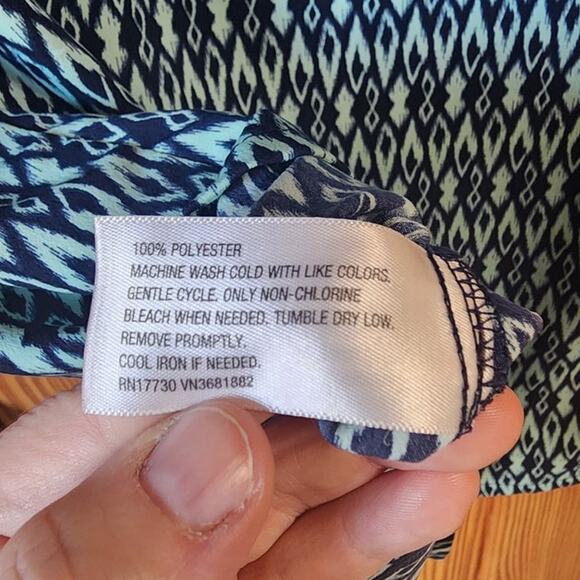 100% POLYESTER
MACHINE WASH COLD WITH LIKE COLORS.
GENTLE CYCLE. ONLY NON-CHLORINE
BLEACH WHEN NEEDED. TUMBLE DRY LOW.
REMOVE PROMPTLY.
COOL IRON IF NEEDED.
RN17730 VN3681882